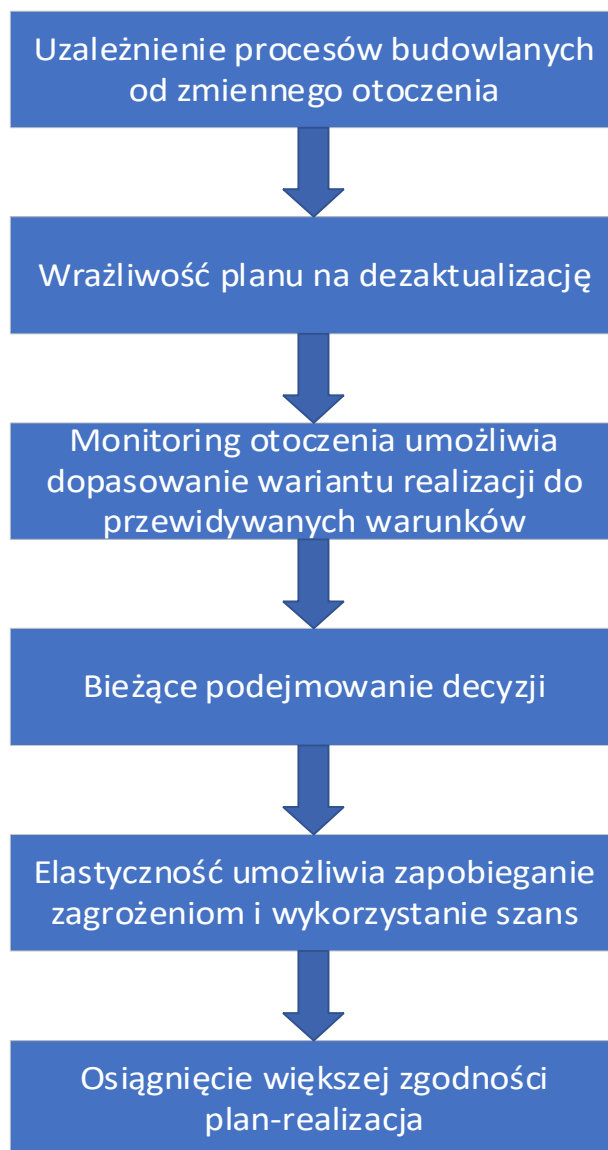 Uzależnienie procesów budowlanych
od zmiennego otoczenia
Wrażliwość planu na dezaktualizację
Monitoring otoczenia umożliwia
dopasowanie wariantu realizacji do
przewidywanych warunków
Bieżące podejmowanie decyzji
Elastyczność umożliwia zapobieganie
zagrożeniom i wykorzystanie szans
Osiągnięcie większej zgodności
plan-realizacja